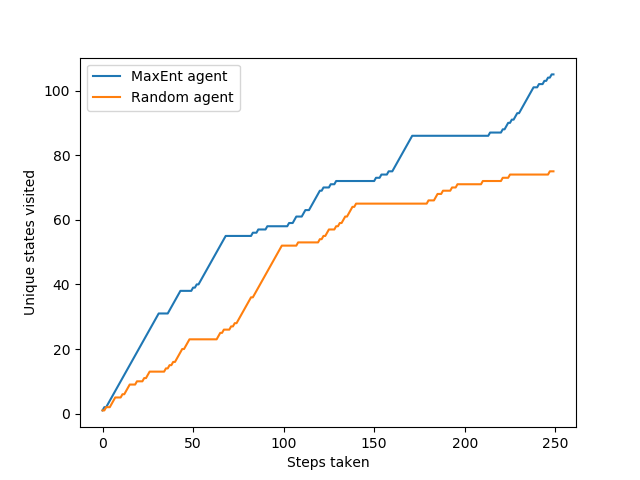 MaxEnt agent
Random agent
100
80
60
40
20
0
Unique states visited
0 50 100 150 200 250
Steps taken